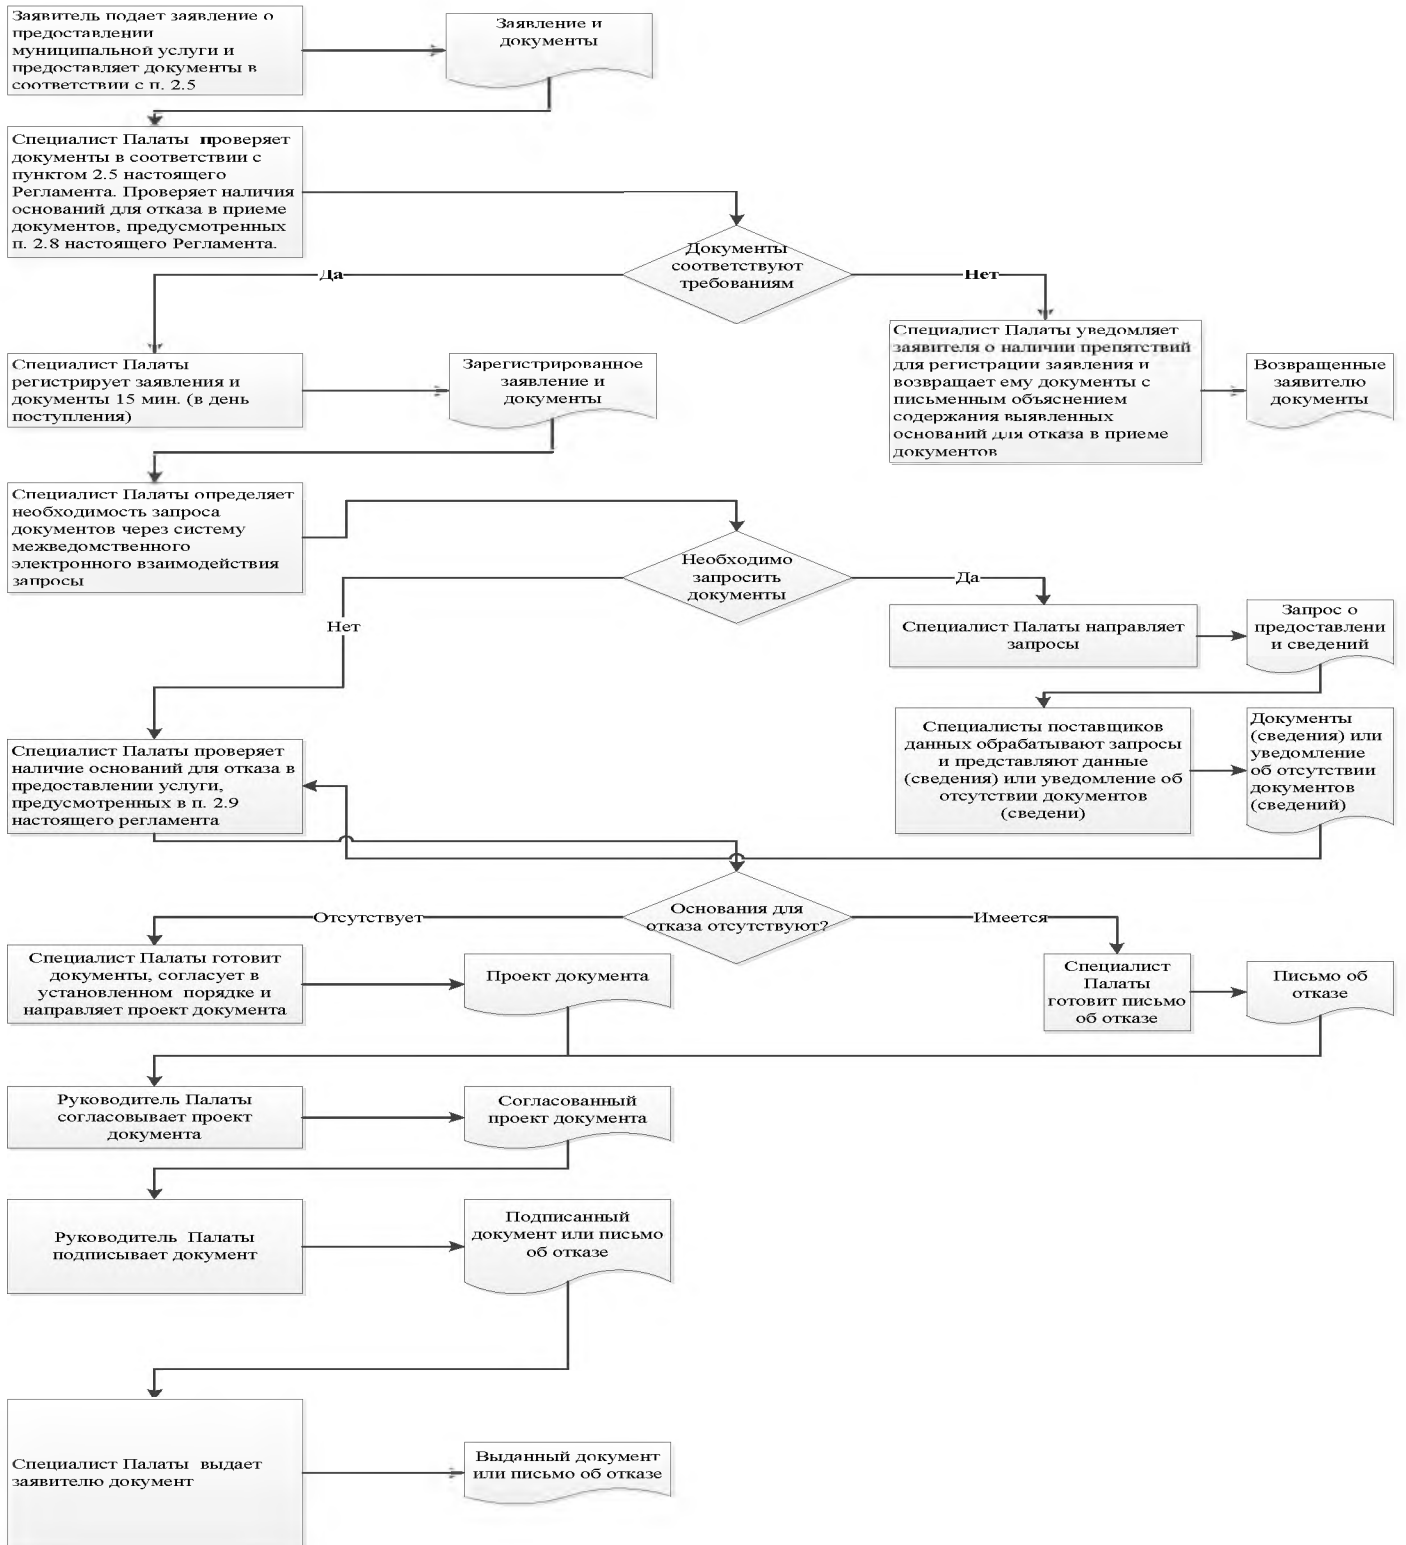 Заявитель подает заявление о
предоставлении
муниципальной услуги и
предоставляет документы в
соответствии с п. 2.5
Заявление и
документы
Специалист Палаты проверяет
документы в соответствии с
пунктом 2.5 настоящего
Регламента. Проверяет наличия
оснований для отказа в приеме
документов, предусмотренных
п. 2.8 настоящего Регламента.
Документы
соответствуют
требованиям
Да
Нет
Специалист Палаты
регистрирует заявления и
документы 15 мин. (в день
поступления)
Зарегистрированное
заявление и
документы
Специалист Палаты уведомляет
заявителя о наличии препятствий
для регистрации заявления и
возвращает ему документы с
письменным объяснением
содержания выявленных
оснований для отказа в приеме
документов
Возвращенные
заявителю
документы
Специалист Палаты определяет
необходимость запроса
документов через систему
межведомственного
электронного взаимодействия
запросы
Необходимо
запросить
документы
Да
Нет
Специалист Палаты направляет
запросы
Запрос о
предоставлени
и сведений
Специалисты поставщиков
данных обрабатывают запросы
и представляют данные
(сведения) или уведомление об
отсутствии документов
(сведени)
Документы
(сведения) или
уведомление
об отсутствии
документов
(сведений)
Специалист Палаты проверяет
наличие оснований для отказа в
предоставлении услуги,
предусмотренных в п. 2.9
настоящего регламента
Основания для
отказа отсутствуют?
Отсутствует
Имеется
Специалист Палаты готовит
документы, согласует в
установленном порядке и
направляет проект документа
Проект документа
Специалист
Палаты
готовит письмо
об отказе
Письмо об
отказе
Руководитель Палаты
согласовывает проект
документа
Согласованный
проект документа
Руководитель Палаты
подписывает документ
Подписанный
документ или письмо
об отказе
Специалист Палаты выдает
заявителю документ
Выданный документ
или письмо об отказе